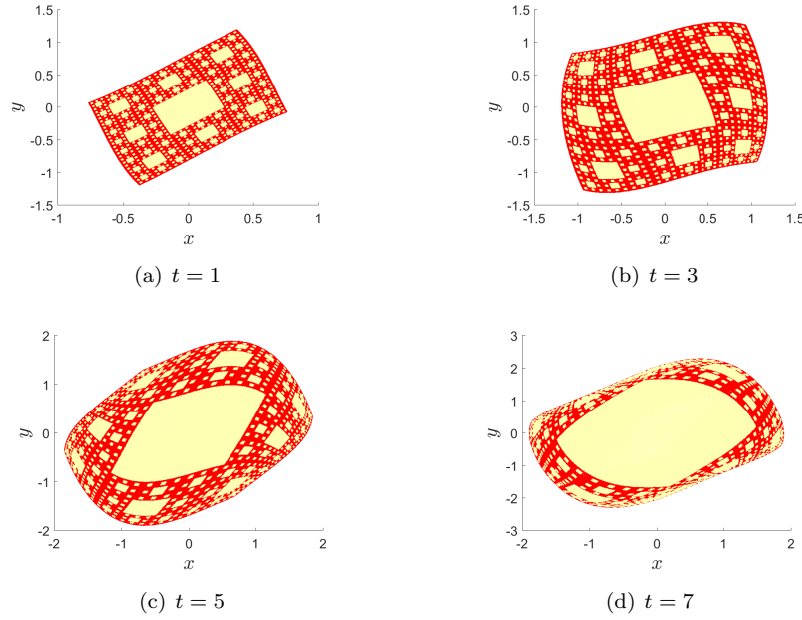 1.5
1
0.5
0
-0.5
-1
-1.5
-1 -0.5 0 0.5 1
y
x
(a) t = 1
1.5
1
0.5
0
-0.5
-1
-1.5
-1.5 -1 -0.5 0 0.5 1 1.5
y
x
(b) t = 3
2
1
0
-1
-2
-2 -1 0 1 2
y
x
(c) t = 5
3
2
1
0
-1
-2
-3
-2 -1 0 1 2
y
x
(d) t = 7